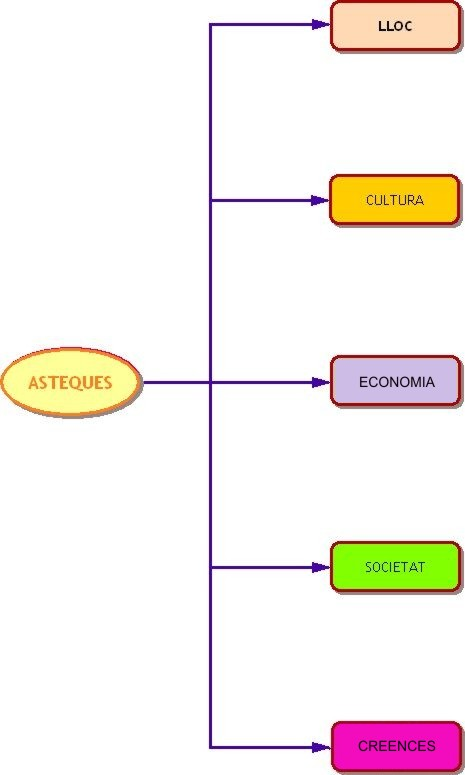 LLOC
CULTURA
ASTEQUES
ECONOMIA
SOCIETAT
CREENCES